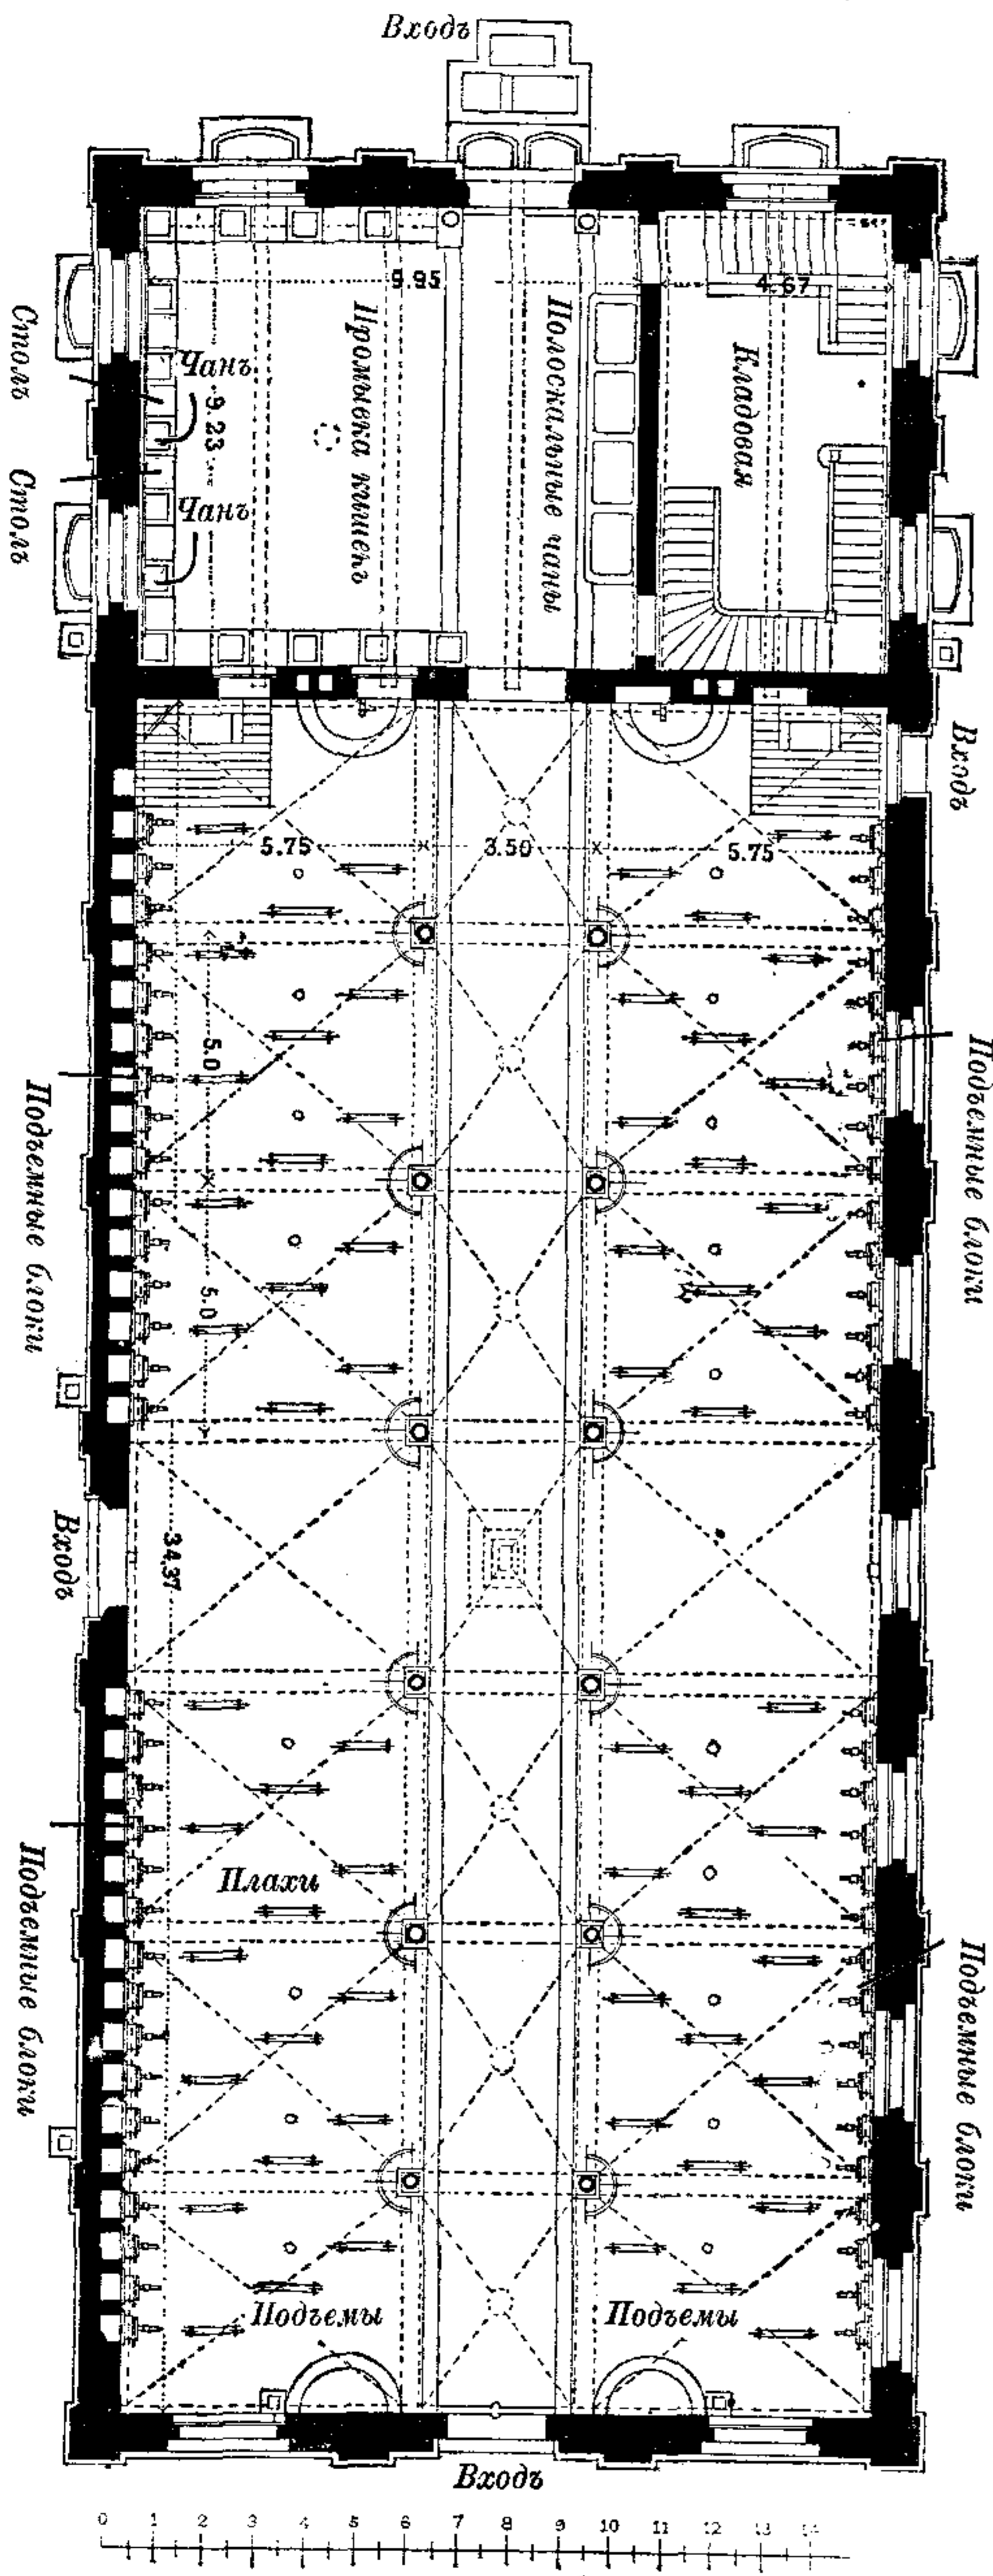 Входъ
9.95
4.67
Столъ
Чанъ
9.23
Промывка кишекъ
Полоскальные чаны
Кладовая
Столъ
Чанъ
Входъ
5.75
3.50
5.75
5.0
Подъемные блоки
Подъемные блоки
5.0
Входъ
34.37
Подъемные блоки
Плахи
Подъемные блоки
Подъемы
Подъемы
Входъ
0 1 2 3 4 5 6 7 8 9 10 11 12 13 14